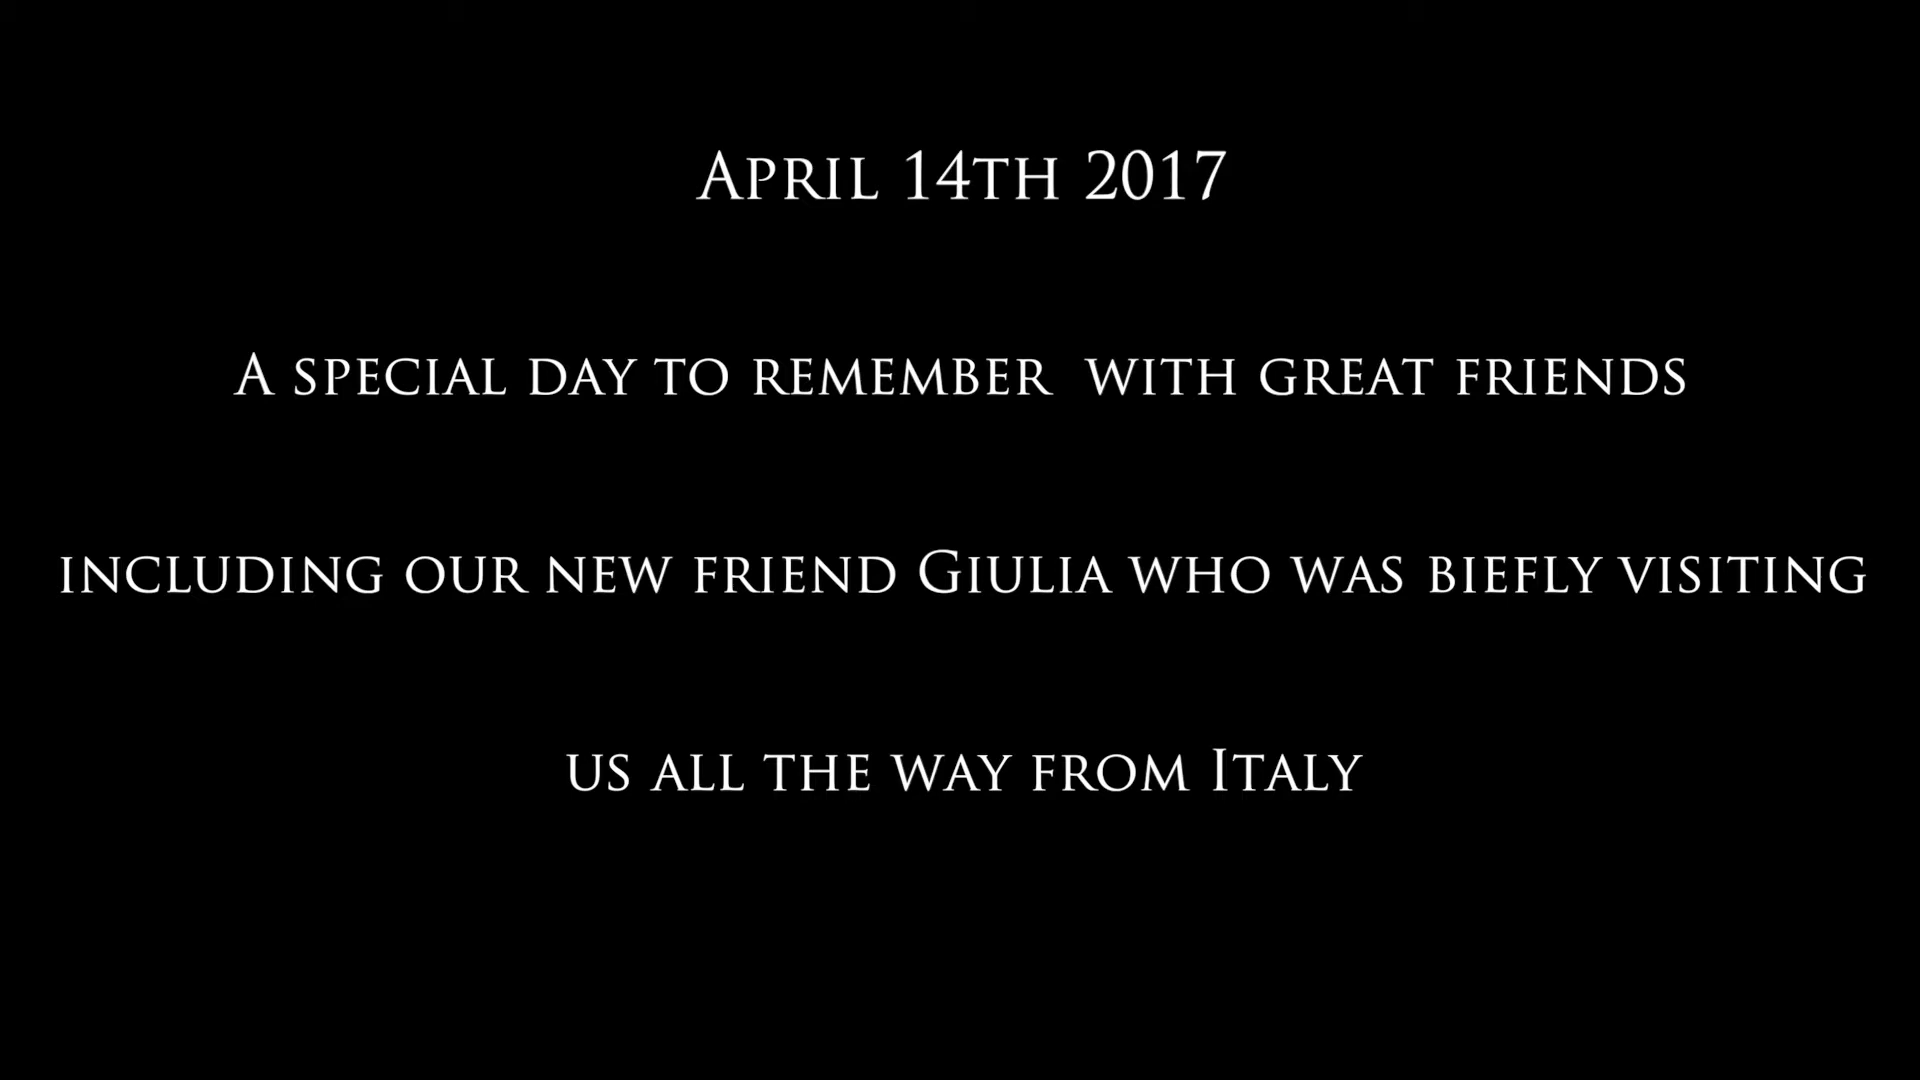 April 14th 2017
A special day to remember  with great friends
including our new friend Giulia who was biefly visiting
us all the way from Italy